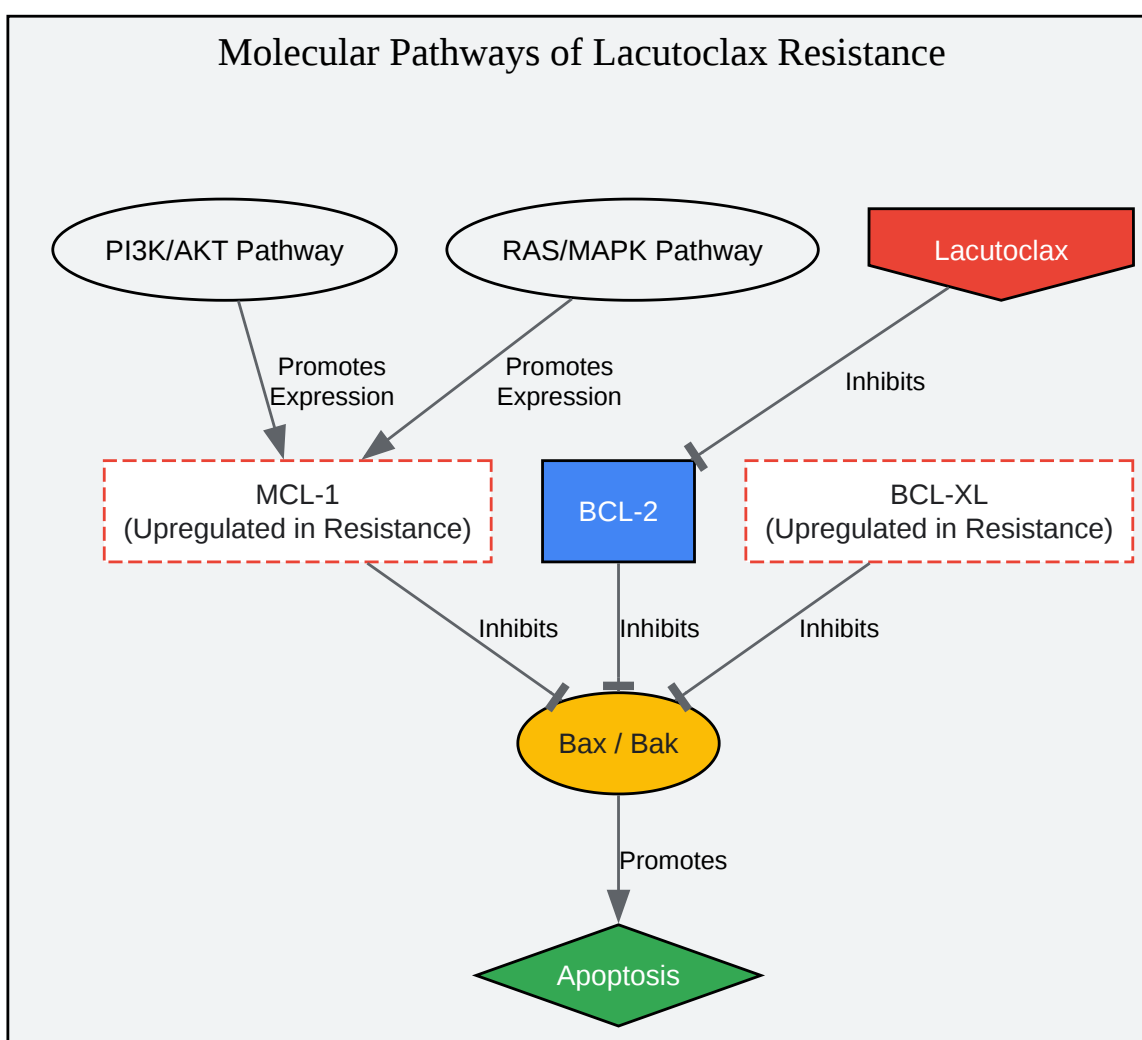 Molecular Pathways of Lacutoclax Resistance
PI3K/AKT Pathway
RAS/MAPK Pathway
Lacutoclax
Promotes
Expression
Promotes
Expression
Inhibits
MCL-1
(Upregulated in Resistance)
BCL-2
BCL-XL
(Upregulated in Resistance)
Inhibits
Inhibits
Inhibits
Bax / Bak
Promotes
Apoptosis